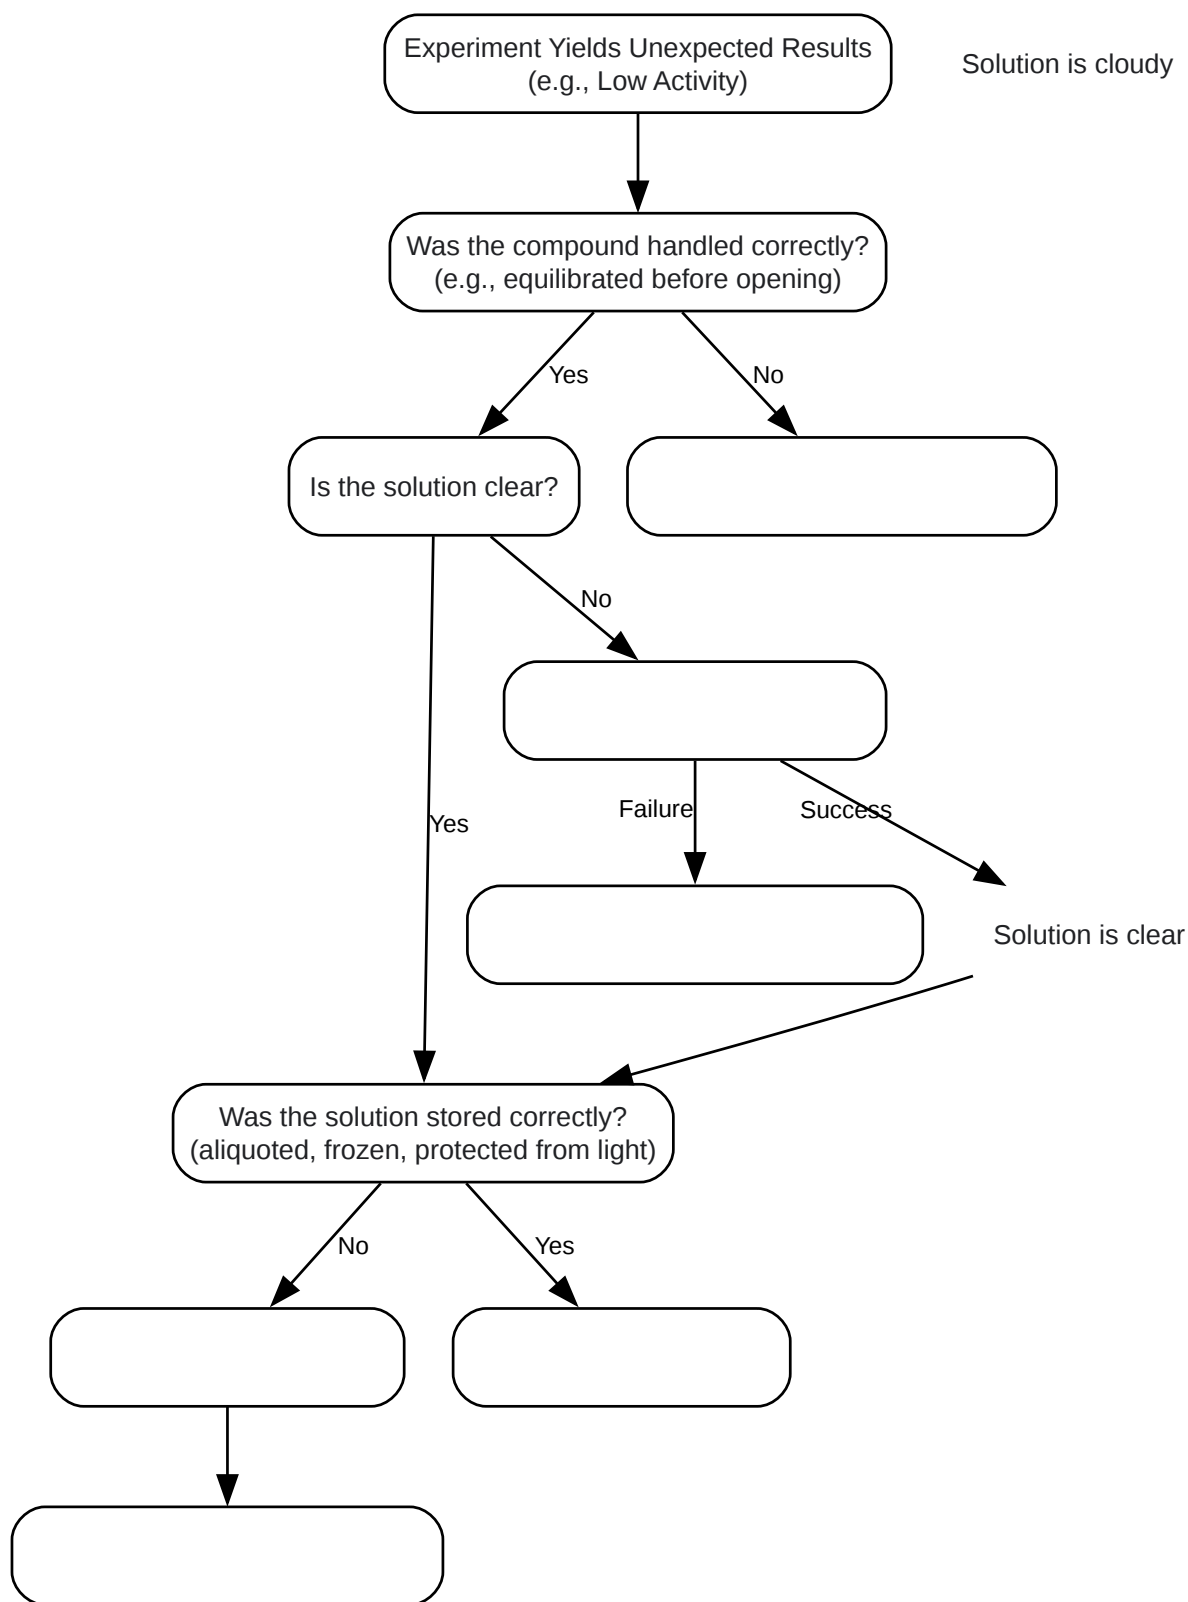 Experiment Yields Unexpected Results
(e.g., Low Activity)
Solution is cloudy
Was the compound handled correctly?
(e.g., equilibrated before opening)
Yes
No
Is the solution clear?
No
Failure
Success
Yes
Solution is clear
Was the solution stored correctly?
(aliquoted, frozen, protected from light)
No
Yes